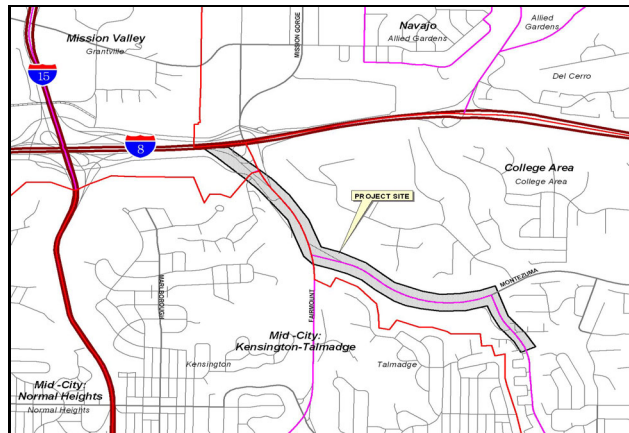 Mission Valley
Grantville
MISSION GORGE
Navajo
Allied Gardens
Allied
Gardens
Del Cerro
15
8
College Area
College Area
PROJECT SITE
MONTEZUMA
MARLBOROUGH
FAIRMOUNT
Mid -City:
Kensington-Talmadge
Kensington
Talmadge
Mid -City:
Normal Heights
Normal Heights